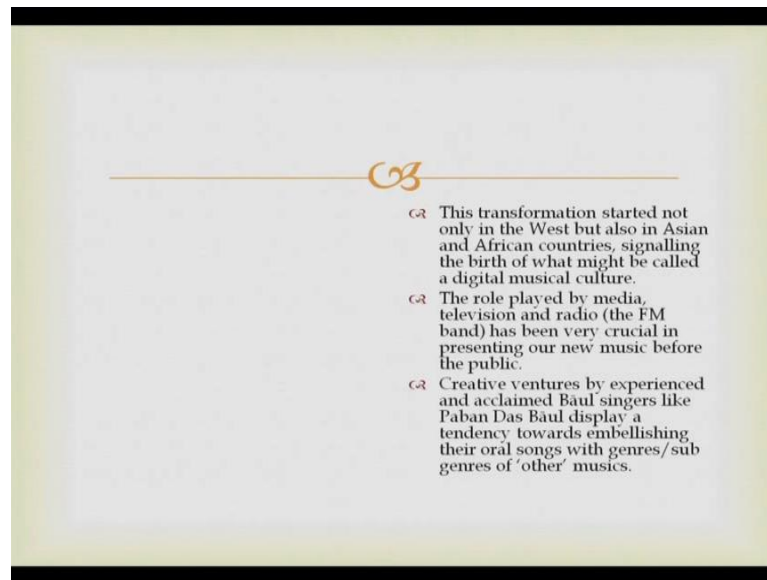 This transformation started not
only in the West but also in Asian
and African countries, signalling
the birth of what might be called
a digital musical culture.
The role played by media,
television and radio (the FM
band) has been very crucial in
presenting our new music before
the public.
Creative ventures by experienced
and acclaimed Bāul singers like
Paban Das Bāul display a
tendency towards embellishing
their oral songs with genres/sub
genres of ‘other’ musics.